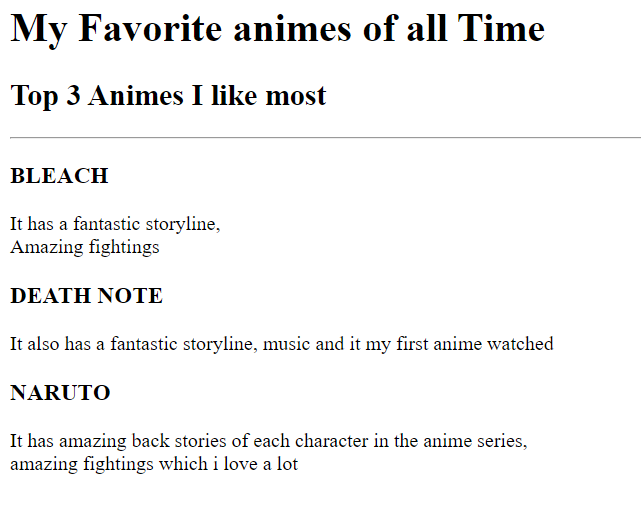 My Favorite animes of all Time
Top 3 Animes I like most
BLEACH
It has a fantastic storyline,
Amazing fightings
DEATH NOTE
It also has a fantastic storyline, music and it my first anime watched
NARUTO
It has amazing back stories of each character in the anime series,
amazing fightings which i love a lot